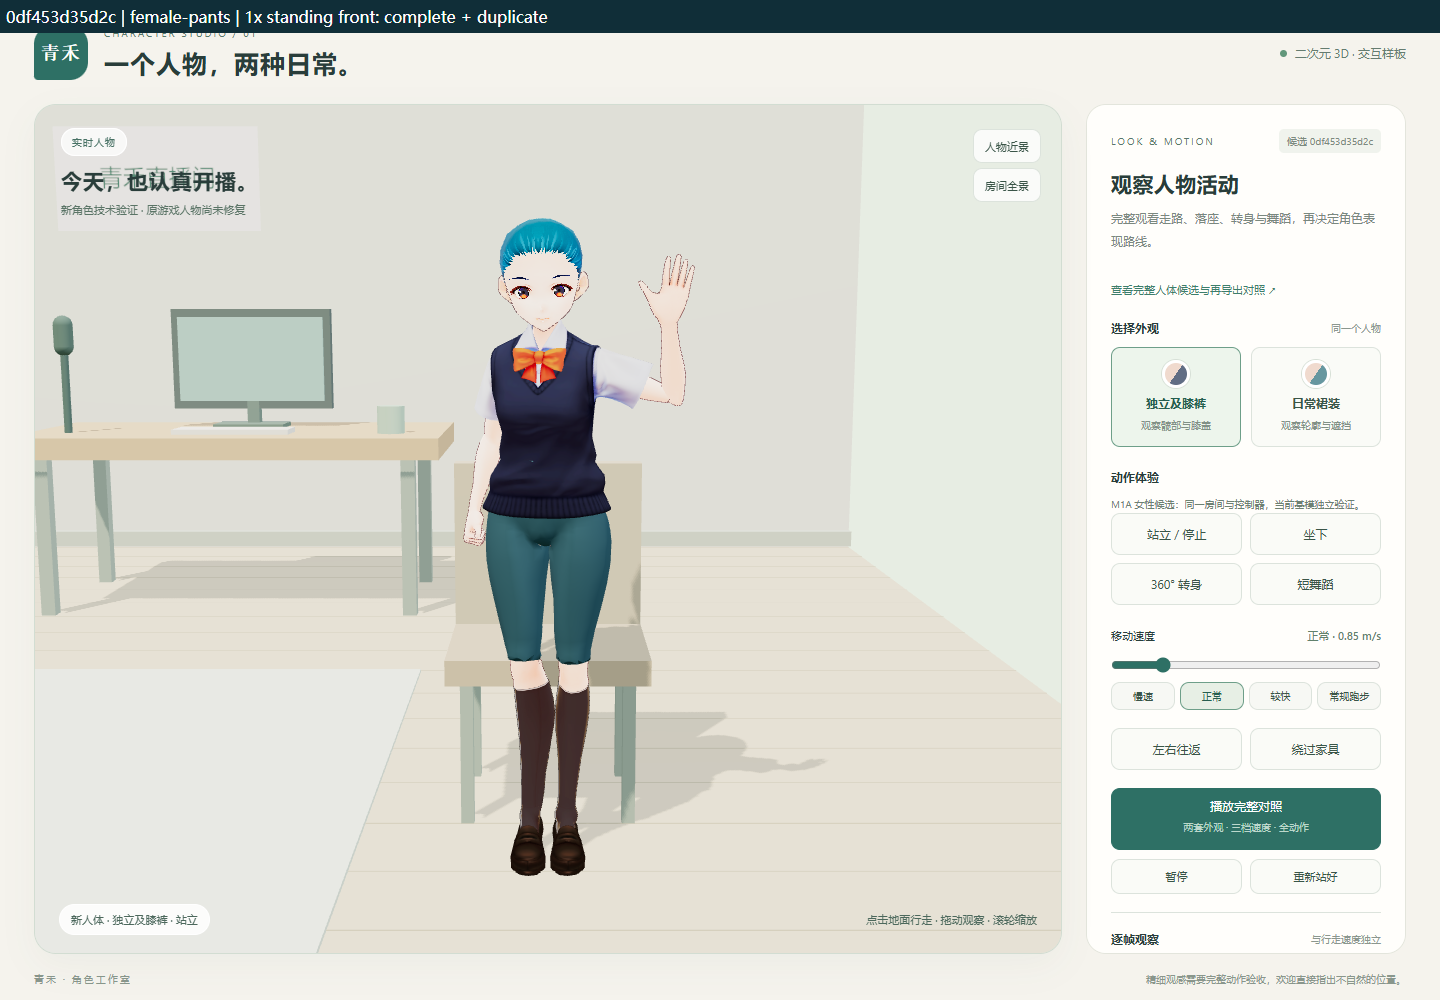 0df453d35d2c | female-pants | 1x standing front: complete + duplicate
青禾
CHARACTER STUDIO / 01
一个人物，两种日常。
二次元 3D · 交互样板
实时人物
青禾直播间
今天，也认真开播。
新角色技术验证 · 原游戏人物尚未修复
人物近景
房间全景
新人体 · 独立及膝裤 · 站立
点击地面行走 · 拖动观察 · 滚轮缩放
LOOK & MOTION
候选 0df453d35d2c
观察人物活动
完整观看走路、落座、转身与舞蹈，再决定角色表
现路线。
查看完整人体候选与再导出对照 ↗
选择外观
同一个人物
独立及膝裤
观察髋部与膝盖
日常裙装
观察轮廓与遮挡
动作体验
M1A 女性候选：同一房间与控制器，当前基模独立验证。
站立 / 停止
坐下
360° 转身
短舞蹈
移动速度
正常 · 0.85 m/s
慢速
正常
较快
常规跑步
左右往返
绕过家具
播放完整对照
两套外观 · 三档速度 · 全动作
暂停
重新站好
逐帧观察
与行走速度独立
青禾 · 角色工作室
精细观感需要完整动作验收，欢迎直接指出不自然的位置。